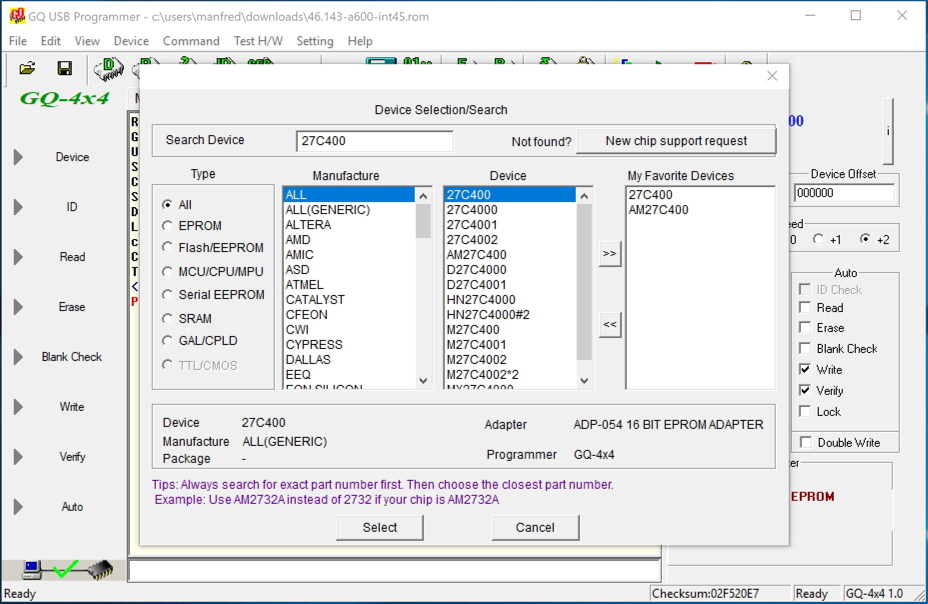 GQ USB Programmer - c:\users\manfred\downloads\46.143-a600-int45.rom
File Edit View Device Command Test H/W Setting Help
GQ-4x4
Device Selection/Search
Search Device 27C400 Not found? New chip support request
Type Manufacture Device My Favorite Devices
All
EPROM
Flash/EEPROM
MCU/CPU/MPU
Serial EEPROM
SRAM
GAL/CPLD
TTL/CMOS
ALL
ALL(GENERIC)
ALTERA
AMD
AMIC
ASD
ATMEL
CATALYST
CFEON
CWI
CYPRESS
DALLAS
EEQ
EON SILICON
27C400
27C4000
27C4001
27C4002
AM27C400
D27C4000
D27C4001
HN27C4000
HN27C4000#2
M27C400
M27C4001
M27C4002
M27C4002*2
MX27C4000
>>
<<
27C400
AM27C400
Device 27C400
Manufacture ALL(GENERIC)
Package -
Adapter ADP-054 16 BIT EPROM ADAPTER
Programmer GQ-4x4
Tips: Always search for exact part number first. Then choose the closest part number.
Example: Use AM2732A instead of 2732 if your chip is AM2732A
Select Cancel
Device
ID
Read
Erase
Blank Check
Write
Verify
Auto
R
G
U
S
C
S
D
L
C
C
T
<
P
00
i
Device Offset
000000
eed
0 +1 +2
Auto
ID Check
Read
Erase
Blank Check
Write
Verify
Lock
Double Write
ter
EPROM
Ready Checksum:02F520E7 Ready GQ-4x4 1.0